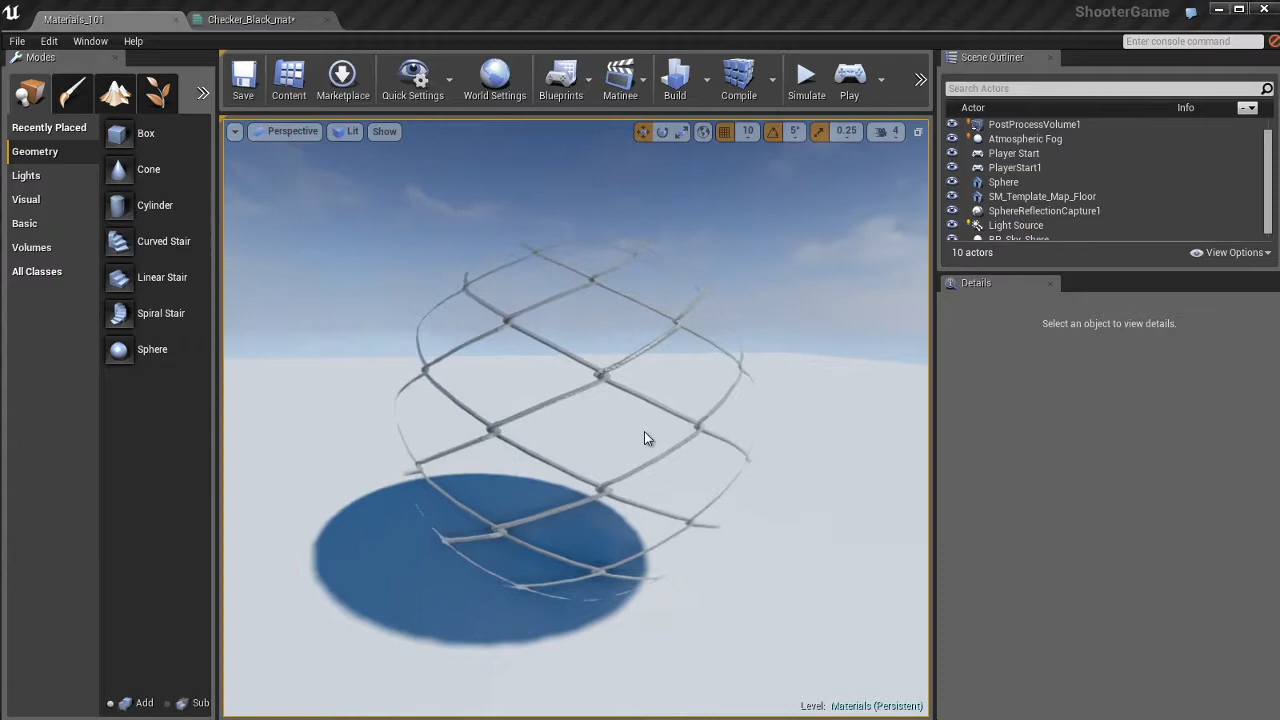 Materials_101
Checker_Black_mat*
ShooterGame
File Edit Window Help
Enter console command
Modes
Save
Content
Marketplace
Quick Settings
World Settings
Blueprints
Matinee
Build
Compile
Simulate
Play
Scene Outliner
Search Actors
Actor Info
PostProcessVolume1
Atmospheric Fog
Player Start
PlayerStart1
Sphere
SM_Template_Map_Floor
SphereReflectionCapture1
Light Source
BP_Sky_Sphere
10 actors
View Options
Recently Played
Geometry
Lights
Visual
Basic
Volumes
All Classes
Box
Cone
Cylinder
Curved Stair
Linear Stair
Spiral Stair
Sphere
Add
Sub
Perspective
Lit
Show
10
5°
0.25
4
Details
Select an object to view details.
Level: Materials (Persistent)